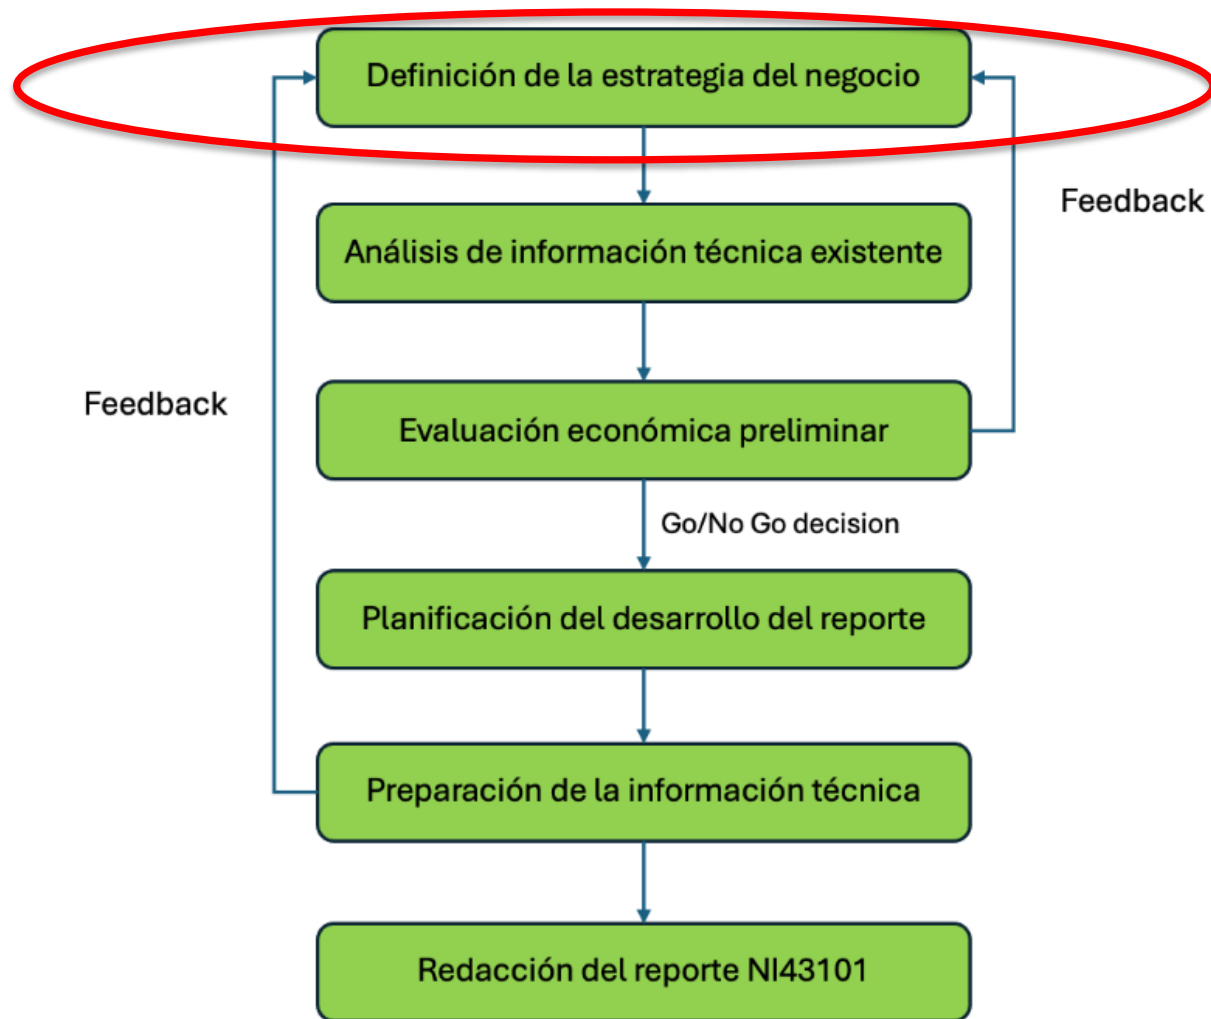 Definición de la estrategia del negocio
Feedback
Análisis de información técnica existente
Feedback
Evaluación económica preliminar
Go/No Go decision
Planificación del desarrollo del reporte
Preparación de la información técnica
Redacción del reporte NI43101